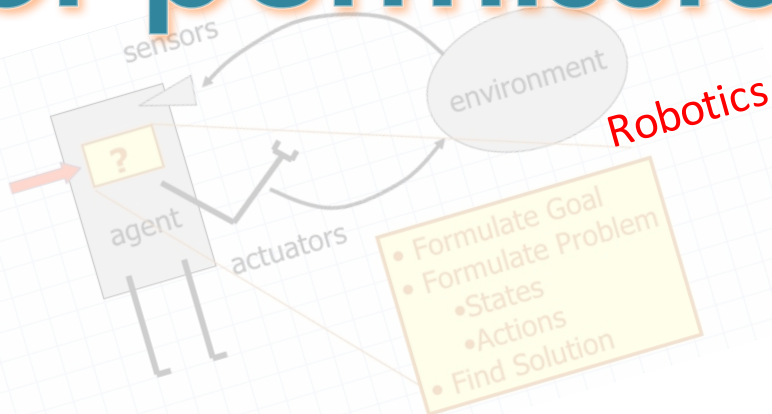 sensors
environment
Robotics
?
agent
actuators
• Formulate Goal
• Formulate Problem
•States
•Actions
• Find Solution